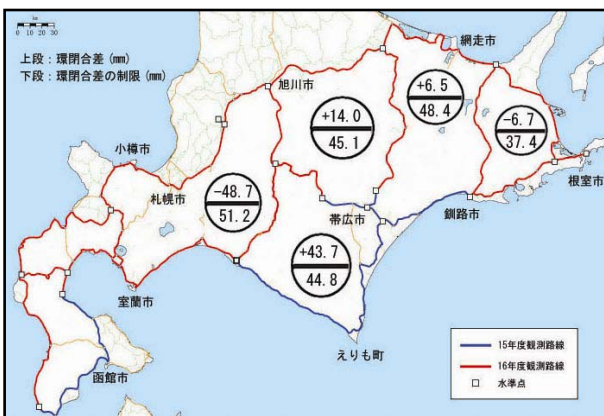 km
0 10 20 30
上段：環閉合差(mm)
下段：環閉合差の制限(mm)
網走市
旭川市
+6.5
48.4
+14.0
45.1
-6.7
37.4
小樽市
札幌市
根室市
-48.7
51.2
帯広市
釧路市
+43.7
44.8
室蘭市
えりも町
函館市
15年度観測路線
16年度観測路線
水準点